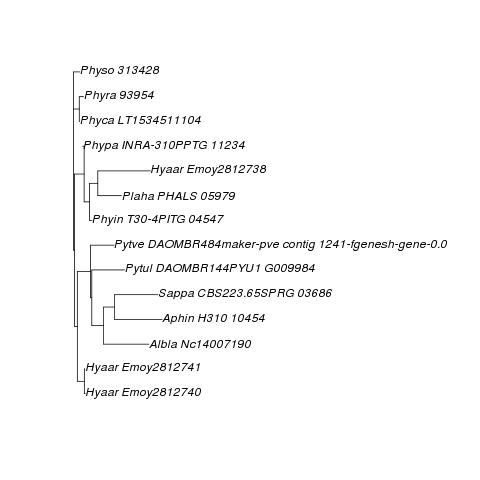 Physo 313428
Phyra 93954
Phyca LT1534511104
Phypa INRA-310PPTG 11234
Hyaar Emoy2812738
Plaha PHALS 05979
Phyin T30-4PITG 04547
Pytve DAOMBR484maker-pve contig 1241-fgenesh-gene-0.0
Pytul DAOMBR144PYU1 G009984
Sappa CBS223.65SPRG 03686
Aphin H310 10454
Albla Nc14007190
Hyaar Emoy2812741
Hyaar Emoy2812740